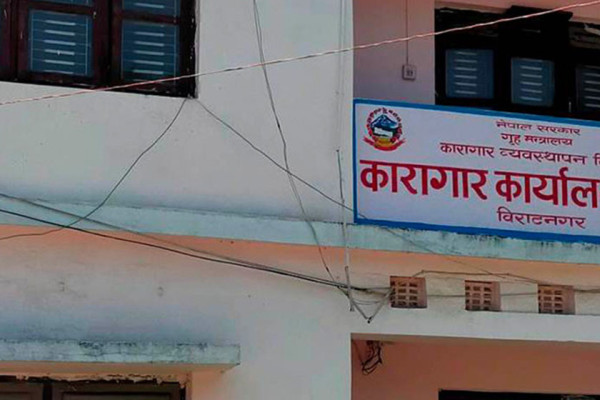 नेपाल सरकार
गृह मन्त्रालय
कारागार व्यवस्थापन वि
कारागार कार्याल
विराटनगर